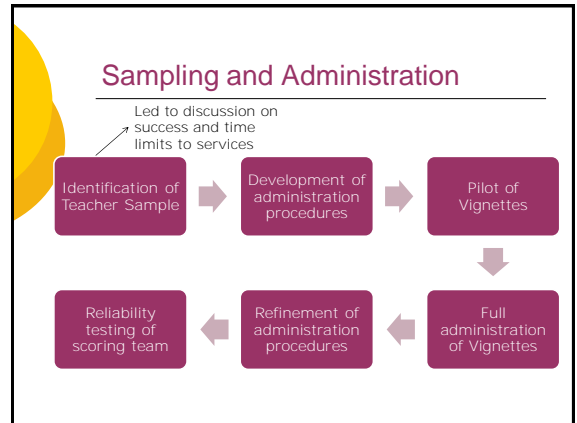 Sampling and Administration
Led to discussion on
success and time
limits to services
Identification of
Teacher Sample
Development of
administration
procedures
Pilot of
Vignettes
Full
administration
of Vignettes
Refinement of
administration
procedures
Reliability
testing of
scoring team